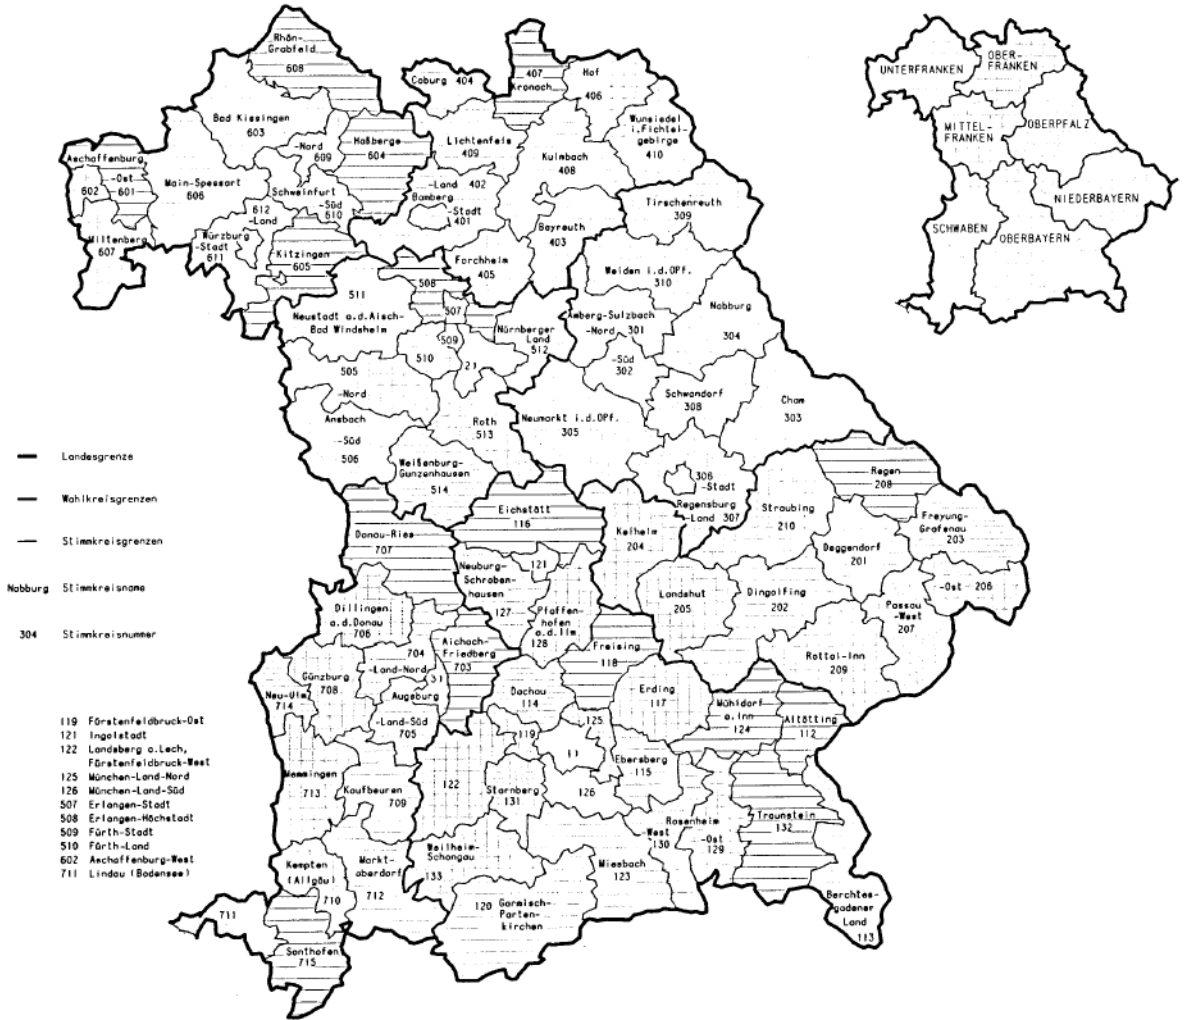 Rhön-
Grabfeld
608
Coburg 404
407
Kronach
Hof
406
Bad Kissingen
603
-Nord
609
Haßberge
604
Lichtenfels
409
Kulmbach
408
Wunsiedel
i.Fichtel-
gebirge
410
Aschaffenburg
602
-Ost
601
Main-Spessart
606
Schweinfurt
-Süd
610
-Land 402
Bamberg
-Stadt
401
Bayreuth
403
Tirschenreuth
309
Miltenberg
607
612
-Land
Würzburg
-Stadt
611
Kitzingen
605
Forchheim
405
Weiden i.d.OPf.
310
511
Neustadt a.d.Aisch-
Bad Windsheim
508
507
509
510
Nürnberger
Land
512
Amberg-Sulzbach
-Nord 301
-Süd
302
Nabburg
304
505
-Nord
Ansbach
-Süd
506
Roth
513
Neumarkt i.d.OPf.
305
Schwandorf
308
Cham
303
Weißenburg-
Gunzenhausen
514
306
-Stadt
Regensburg
-Land 307
Straubing
210
Regen
208
Freyung-
Grafenau
203
Eichstätt
116
Kelheim
204
Deggendorf
201
Donau-Ries
707
Neuburg-
Schroben-
hausen
127
121
Pfaffen-
hofen
a.d.Ilm
128
Landshut
205
Dingolfing
202
Passau
-West
207
-Ost 206
Dillingen
a.d.Donau
706
Rottal-Inn
209
704
-Land-Nord
Aichach-
Friedberg
703
Freising
118
Günzburg
708
Neu-Ulm
714
31
Augsburg
-Land-Süd
705
Dachau
114
Erding
117
Mühldorf
a.Inn
124
Altötting
112
119
125
Ebersberg
115
Memmingen
713
Kaufbeuren
709
122
Starnberg
131
126
Rosenheim
-West
130
-Ost
129
Traunstein
132
Kempten
(Allgäu)
710
Markt-
oberdorf
712
Weilheim-
Schongau
133
Miesbach
123
120 Garmisch-
Parten-
kirchen
Berchtes-
gadener
Land
113
711
Sonthofen
715
UNTERFRANKEN
OBER-
FRANKEN
MITTEL-
FRANKEN
OBERPFALZ
NIEDERBAYERN
SCHWABEN
OBERBAYERN
Landesgrenze
Wahlkreisgrenzen
Stimmkreisgrenzen
Nabburg Stimmkreisname
304 Stimmkreisnummer
119 Fürstenfeldbruck-Ost
121 Ingolstadt
122 Landsberg a.Lech,
Fürstenfeldbruck-West
125 München-Land-Nord
126 München-Land-Süd
507 Erlangen-Stadt
508 Erlangen-Höchstadt
509 Fürth-Stadt
510 Fürth-Land
602 Aschaffenburg-West
711 Lindau (Bodensee)